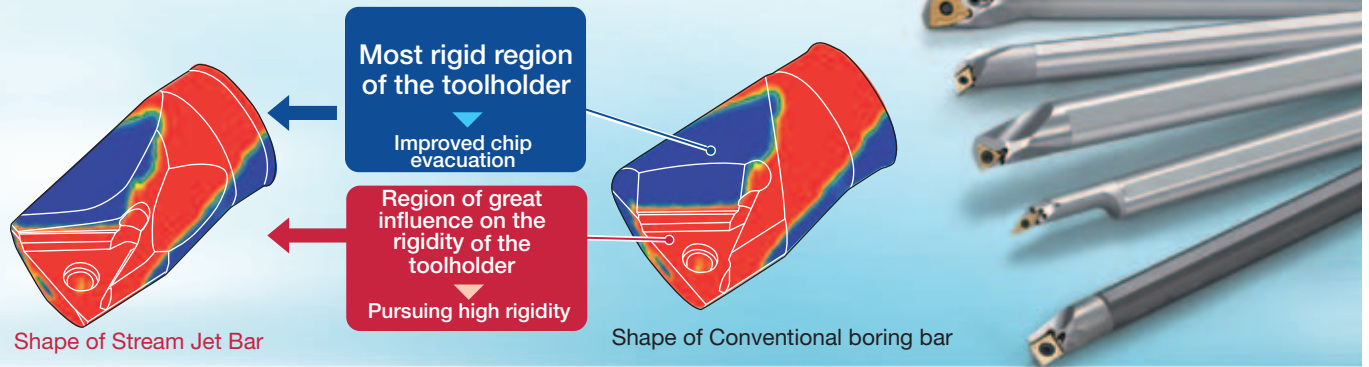 Most rigid region
of the toolholder
Improved chip
evacuation
Region of great
influence on the
rigidity of the
toolholder
Pursuing high rigidity
Shape of Stream Jet Bar
Shape of Conventional boring bar